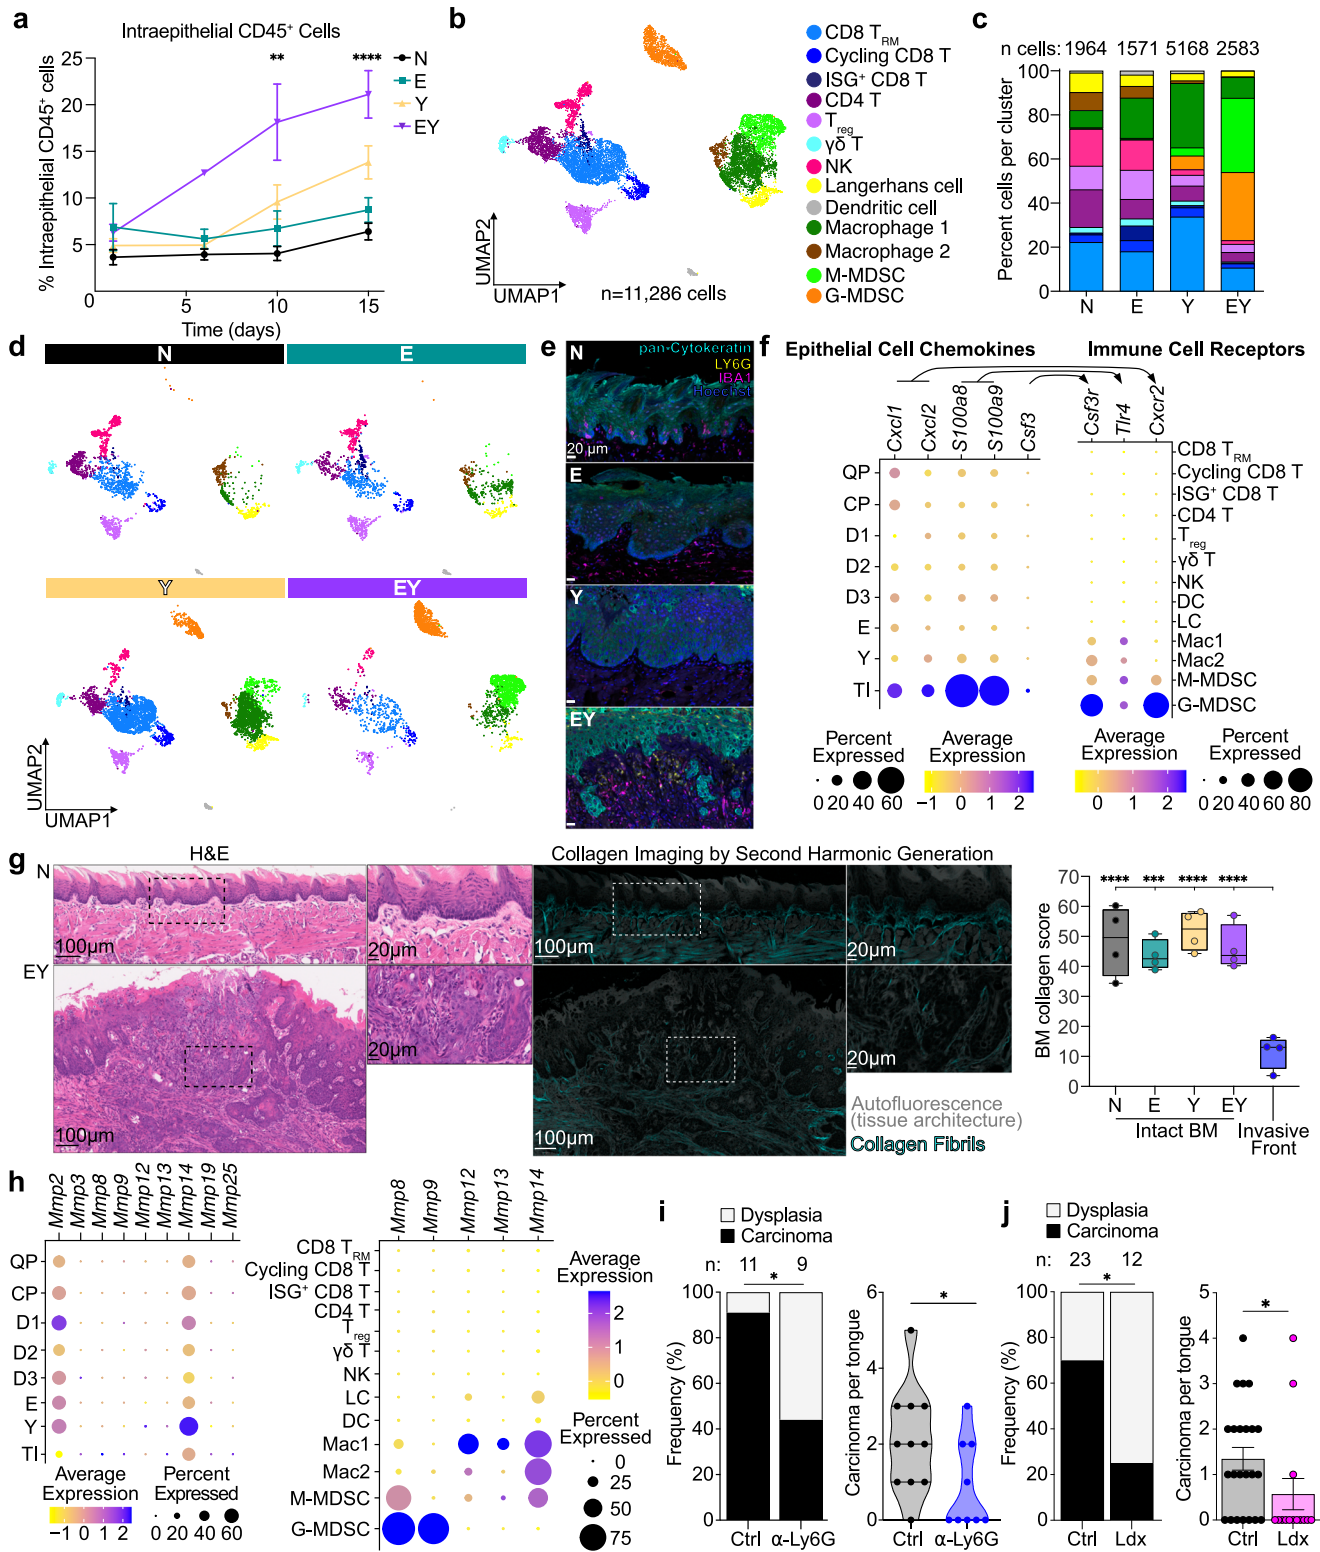 a
Intraepithelial CD45⁺ Cells
% Intraepithelial CD45⁺ cells
25
20
15
10
5
0
5
10
15
Time (days)
**
****
N
E
Y
EY
b
UMAP2
UMAP1
n=11,286 cells
CD8 TRM
Cycling CD8 T
ISG⁺ CD8 T
CD4 T
Treg
γδ T
NK
Langerhans cell
Dendritic cell
Macrophage 1
Macrophage 2
M-MDSC
G-MDSC
c
n cells: 1964 1571 5168 2583
Percent cells per cluster
100
80
60
40
20
0
N E Y EY
d
N
E
Y
EY
UMAP2
UMAP1
e
N
pan-Cytokeratin
LY6G
IBA1
Hoechst
20 µm
E
Y
EY
f
Epithelial Cell Chemokines
Immune Cell Receptors
Cxcl1 Cxcl2 S100a8 S100a9 Csf3
Csf3r Tlr4 Cxcr2
QP
CP
D1
D2
D3
E
Y
TI
CD8 TRM
Cycling CD8 T
ISG⁺ CD8 T
CD4 T
Treg
γδ T
NK
DC
LC
Mac1
Mac2
M-MDSC
G-MDSC
Percent Expressed
0 20 40 60
Average Expression
−1 0 1 2
Average Expression
0 1 2
Percent Expressed
0 20 40 60 80
g
H&E
Collagen Imaging by Second Harmonic Generation
N
100µm
20µm
100µm
20µm
EY
100µm
20µm
100µm
20µm
Autofluorescence
(tissue architecture)
Collagen Fibrils
BM collagen score
70
60
50
40
30
20
10
0
**** *** **** ****
N E Y EY
Intact BM
Invasive Front
h
Mmp2 Mmp3 Mmp8 Mmp9 Mmp12 Mmp13 Mmp14 Mmp19 Mmp25
QP
CP
D1
D2
D3
E
Y
TI
Average Expression
−1 0 1 2
Percent Expressed
0 20 40 60
Mmp8 Mmp9 Mmp12 Mmp13 Mmp14
CD8 TRM
Cycling CD8 T
ISG⁺ CD8 T
CD4 T
Treg
γδ T
NK
LC
DC
Mac1
Mac2
M-MDSC
G-MDSC
Average Expression
2
1
0
Percent Expressed
0
25
50
75
i
Dysplasia
Carcinoma
n: 11 9
*
Frequency (%)
100
80
60
40
20
0
Ctrl α-Ly6G
Carcinoma per tongue
6
4
2
0
*
Ctrl α-Ly6G
j
Dysplasia
Carcinoma
n: 23 12
*
Frequency (%)
100
80
60
40
20
0
Ctrl Ldx
Carcinoma per tongue
5
4
3
2
1
0
*
Ctrl Ldx